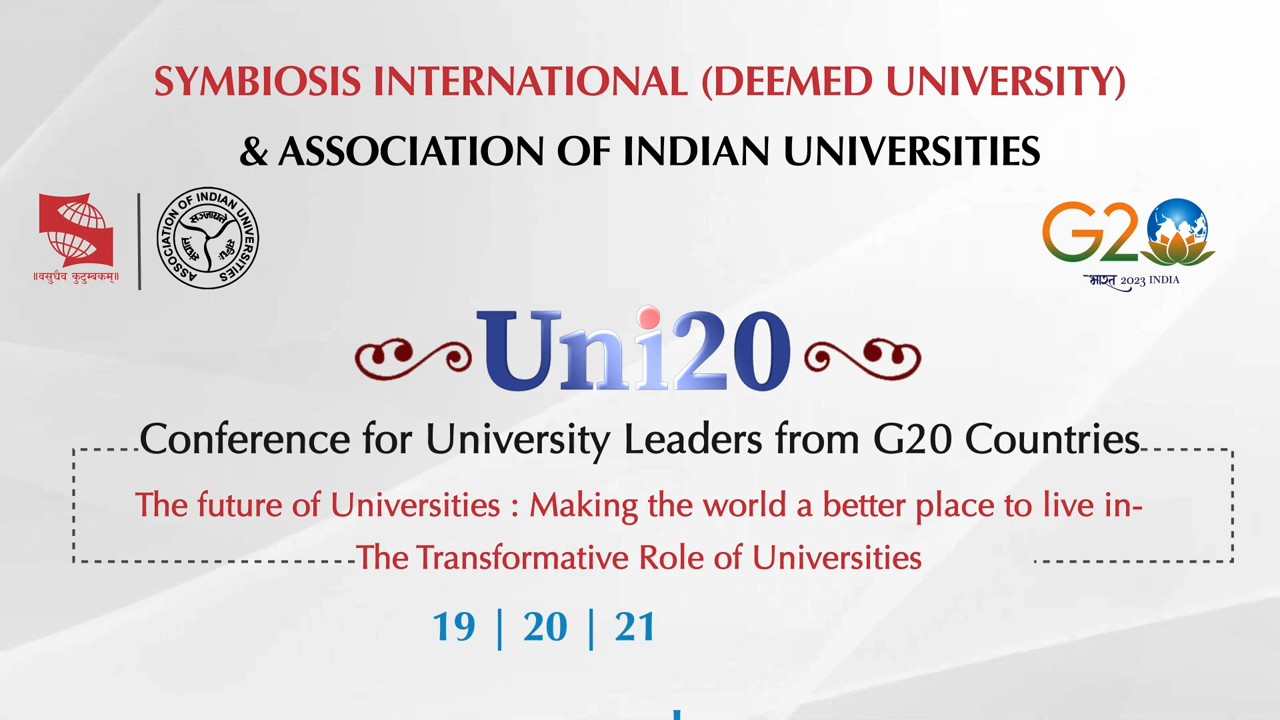 SYMBIOSIS INTERNATIONAL (DEEMED UNIVERSITY)
& ASSOCIATION OF INDIAN UNIVERSITIES
ASSOCIATION OF INDIAN UNIVERSITIES
॥वसुधैव कुटुम्बकम्॥
G20
भारत 2023 INDIA
Uni20
Conference for University Leaders from G20 Countries
The future of Universities : Making the world a better place to live in-
The Transformative Role of Universities
19 | 20 | 21